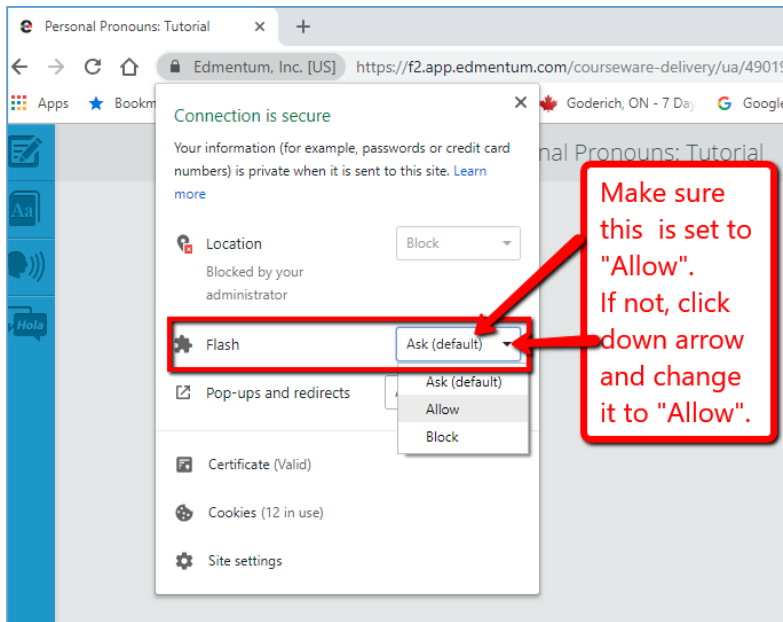 Personal Pronouns: Tutorial
Edmentum, Inc. [US] https://f2.app.edmentum.com/courseware-delivery/ua/49019
Apps Bookm Goderich, ON - 7 Day Google
Connection is secure
nal Pronouns: Tutorial
Your information (for example, passwords or credit card
numbers) is private when it is sent to this site. Learn
more
Location Block
Blocked by your
administrator
Flash Ask (default)
Ask (default)
Allow
Block
Pop-ups and redirects
Certificate (Valid)
Cookies (12 in use)
Site settings
Make sure
this is set to
"Allow".
If not, click
down arrow
and change
it to "Allow".
Aa
Hola